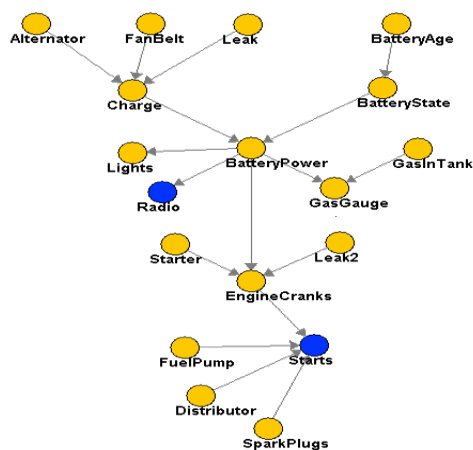 Alternator
FanBelt
Leak
BatteryAge
Charge
BatteryState
Lights
BatteryPower
GasInTank
Radio
GasGauge
Starter
Leak2
EngineCranks
FuelPump
Starts
Distributor
SparkPlugs